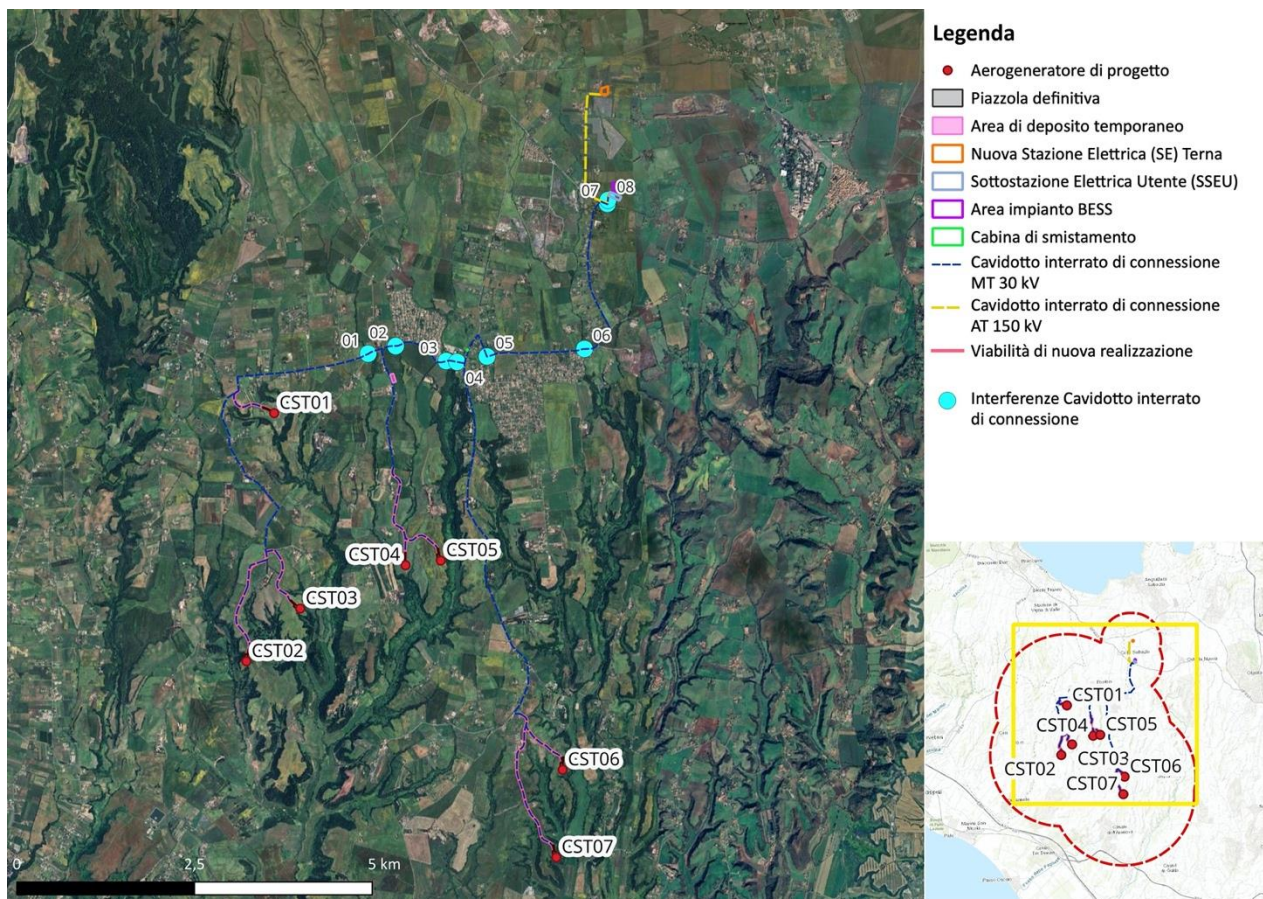 Legenda
Aerogeneratore di progetto
Piazzola definitiva
Area di deposito temporaneo
Nuova Stazione Elettrica (SE) Terna
Sottostazione Elettrica Utente (SSEU)
Area impianto BESS
Cabina di smistamento
Cavidotto interrato di connessione
MT 30 kV
Cavidotto interrato di connessione
AT 150 kV
Viabilità di nuova realizzazione
Interferenze Cavidotto interrato
di connessione
07
08
01
02
03
04
05
06
CST01
CST04
CST05
CST03
CST02
CST06
CST07
0
2,5
5 km
CST01
CST04
CST05
CST02
CST03
CST06
CST07